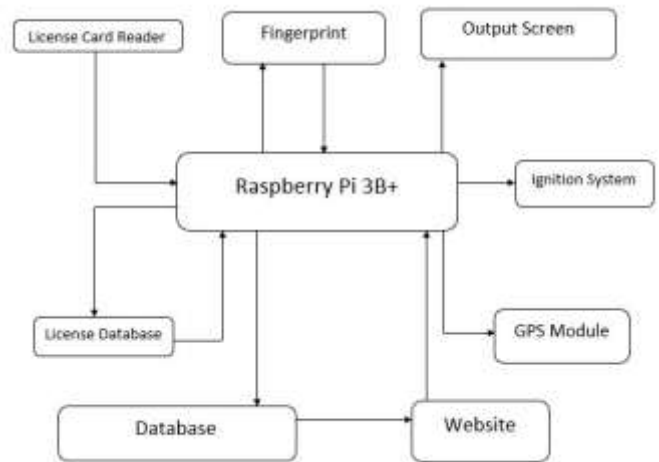 License Card Reader
Fingerprint
Output Screen
Raspberry Pi 3B+
Ignition System
License Database
GPS Module
Database
Website